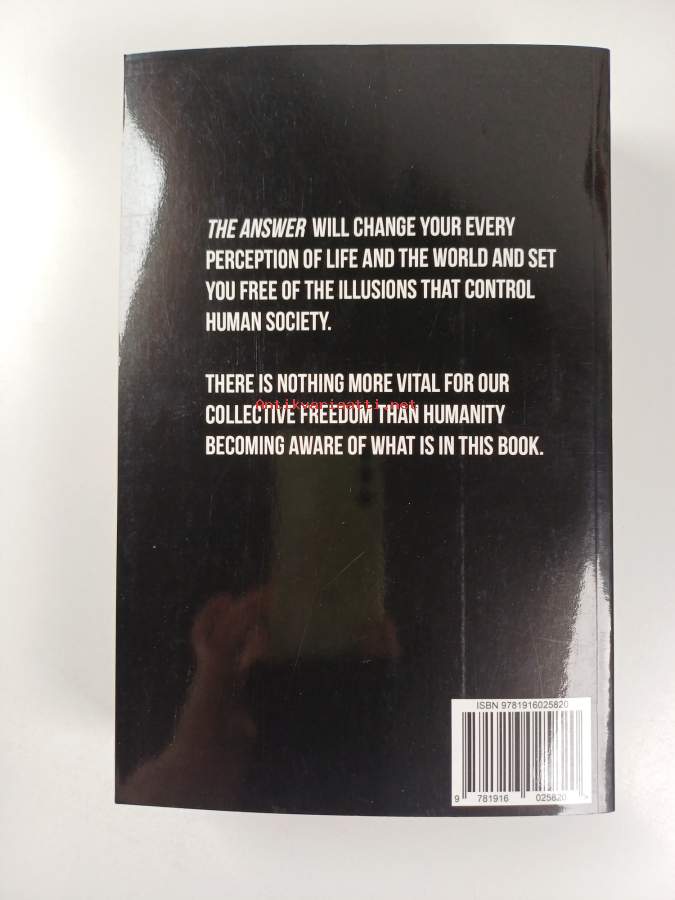 THE ANSWER WILL CHANGE YOUR EVERY
PERCEPTION OF LIFE AND THE WORLD AND SET
YOU FREE OF THE ILLUSIONS THAT CONTROL
HUMAN SOCIETY.
THERE IS NOTHING MORE VITAL FOR OUR
Antikvariaatti.net
COLLECTIVE FREEDOM THAN HUMANITY
BECOMING AWARE OF WHAT IS IN THIS BOOK.
ISBN 9781916025820
9 781916 025820 >